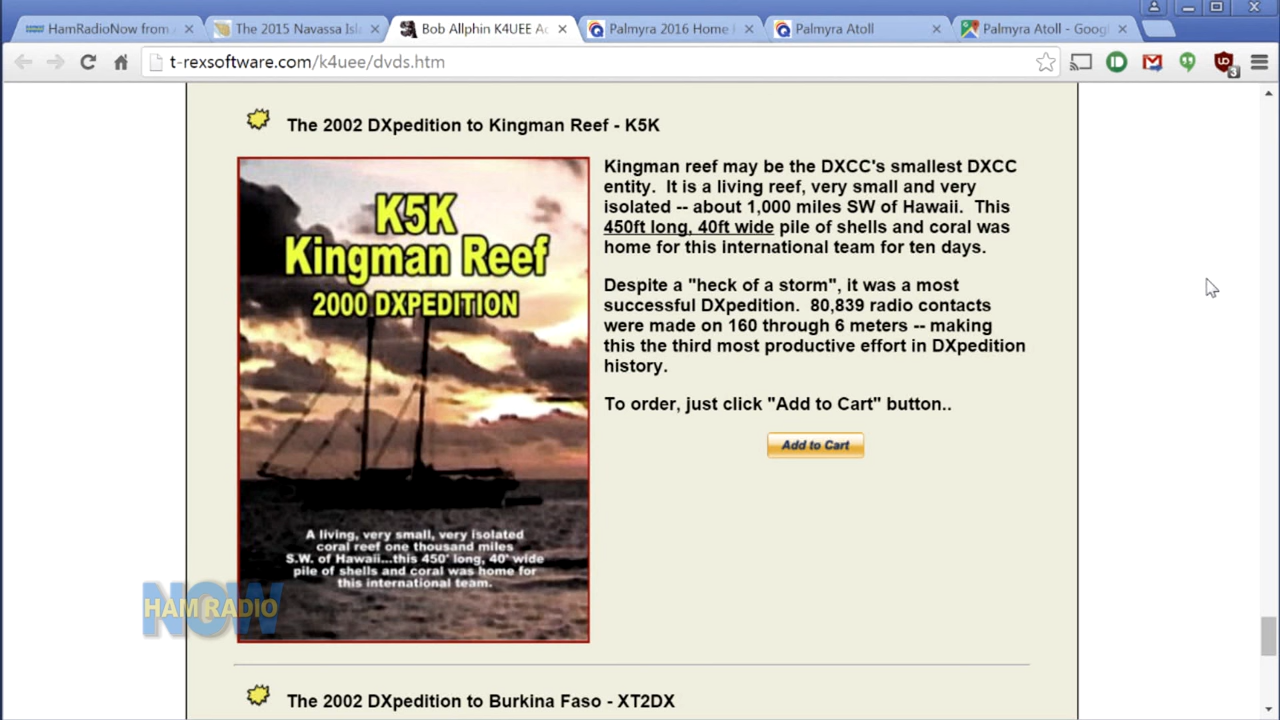 HamRadioNow from
The 2015 Navassa Isl
Bob Allphin K4UEE Ac
Palmyra 2016 Home
Palmyra Atoll
Palmyra Atoll - Goog
t-rexsoftware.com/k4uee/dvds.htm
3
The 2002 DXpedition to Kingman Reef - K5K
K5K
Kingman Reef
2000 DXPEDITION
A living, very small, very isolated
coral reef one thousand miles
S.W. of Hawaii...this 450' long, 40' wide
pile of shells and coral was home for
this international team.
Kingman reef may be the DXCC's smallest DXCC
entity. It is a living reef, very small and very
isolated -- about 1,000 miles SW of Hawaii. This
450ft long, 40ft wide pile of shells and coral was
home for this international team for ten days.
Despite a "heck of a storm", it was a most
successful DXpedition. 80,839 radio contacts
were made on 160 through 6 meters -- making
this the third most productive effort in DXpedition
history.
To order, just click "Add to Cart" button..
Add to Cart
HAM RADIO
NOW
The 2002 DXpedition to Burkina Faso - XT2DX